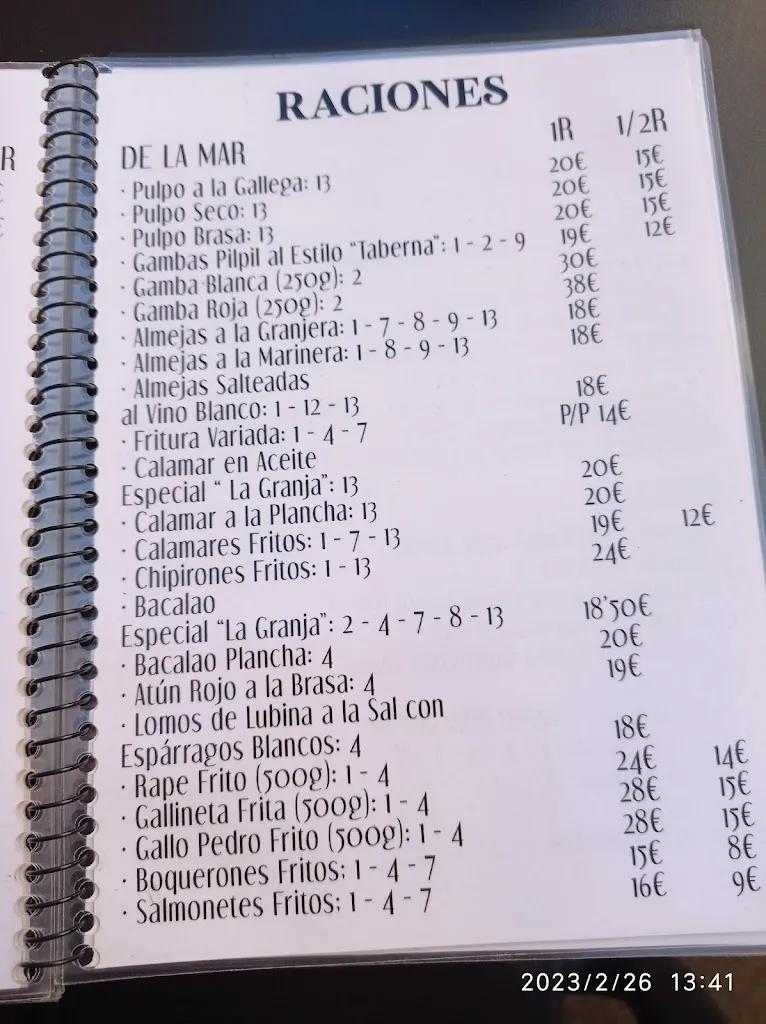 RACIONES
R
DE LA MAR 1R 1/2R
· Pulpo a la Gallega: 13 20€ 15€
· Pulpo Seco: 13 20€ 15€
· Pulpo Brasa: 13 20€ 15€
· Gambas Pilpil al Estilo "Taberna": 1 - 2 - 9 19€ 12€
· Gamba Blanca (250g): 2 30€
· Gamba Roja (250g): 2 38€
· Almejas a la Granjera: 1 - 7 - 8 - 9 - 13 18€
· Almejas a la Marinera: 1 - 8 - 9 - 13 18€
· Almejas Salteadas
al Vino Blanco: 1 - 12 - 13 18€
· Fritura Variada: 1 - 4 - 7 P/P 14€
· Calamar en Aceite
Especial " La Granja": 13 20€
· Calamar a la Plancha: 13 20€
· Calamares Fritos: 1 - 7 - 13 19€ 12€
· Chipirones Fritos: 1 - 13 24€
· Bacalao
Especial "La Granja": 2 - 4 - 7 - 8 - 13 18'50€
· Bacalao Plancha: 4 20€
· Atún Rojo a la Brasa: 4 19€
· Lomos de Lubina a la Sal con
Espárragos Blancos: 4 18€
· Rape Frito (500g): 1 - 4 24€ 14€
· Gallineta Frita (500g): 1 - 4 28€ 15€
· Gallo Pedro Frito (500g): 1 - 4 28€ 15€
· Boquerones Fritos: 1 - 4 - 7 15€ 8€
· Salmonetes Fritos: 1 - 4 - 7 16€ 9€
2023/2/26 13:41